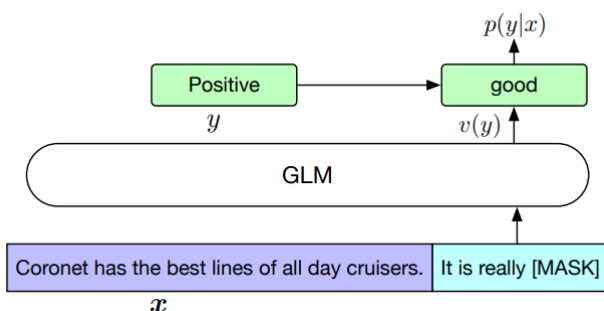 p(y|x)
Positive
good
y
v(y)
GLM
Coronet has the best lines of all day cruisers.
It is really [MASK]
x